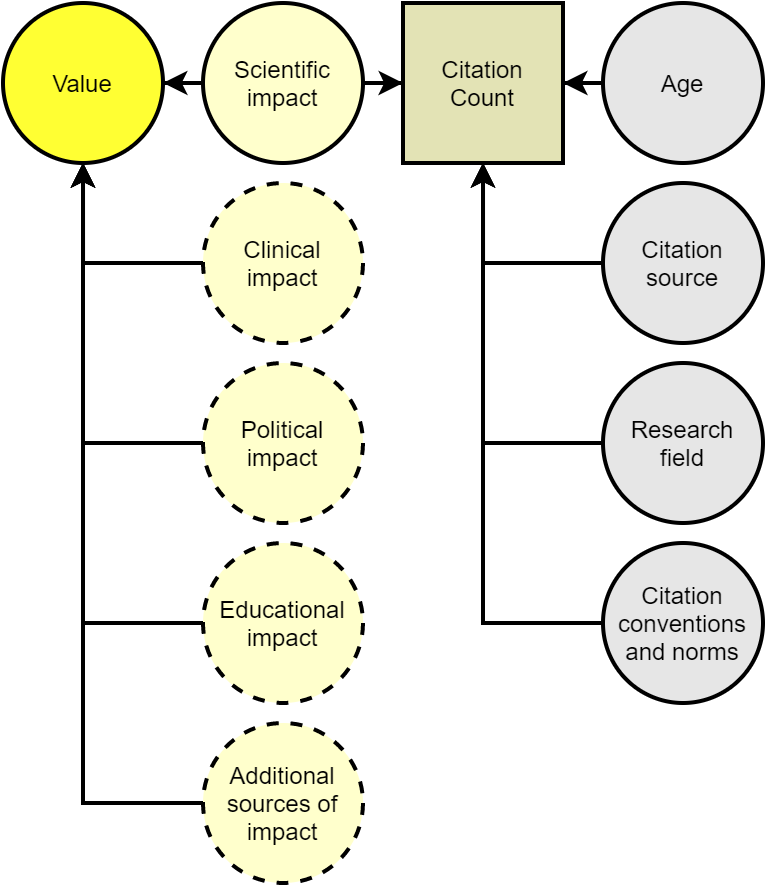 Value
Scientific
impact
Citation
Count
Age
Clinical
impact
Citation
source
Political
impact
Research
field
Educational
impact
Citation
conventions
and norms
Additional
sources of
impact